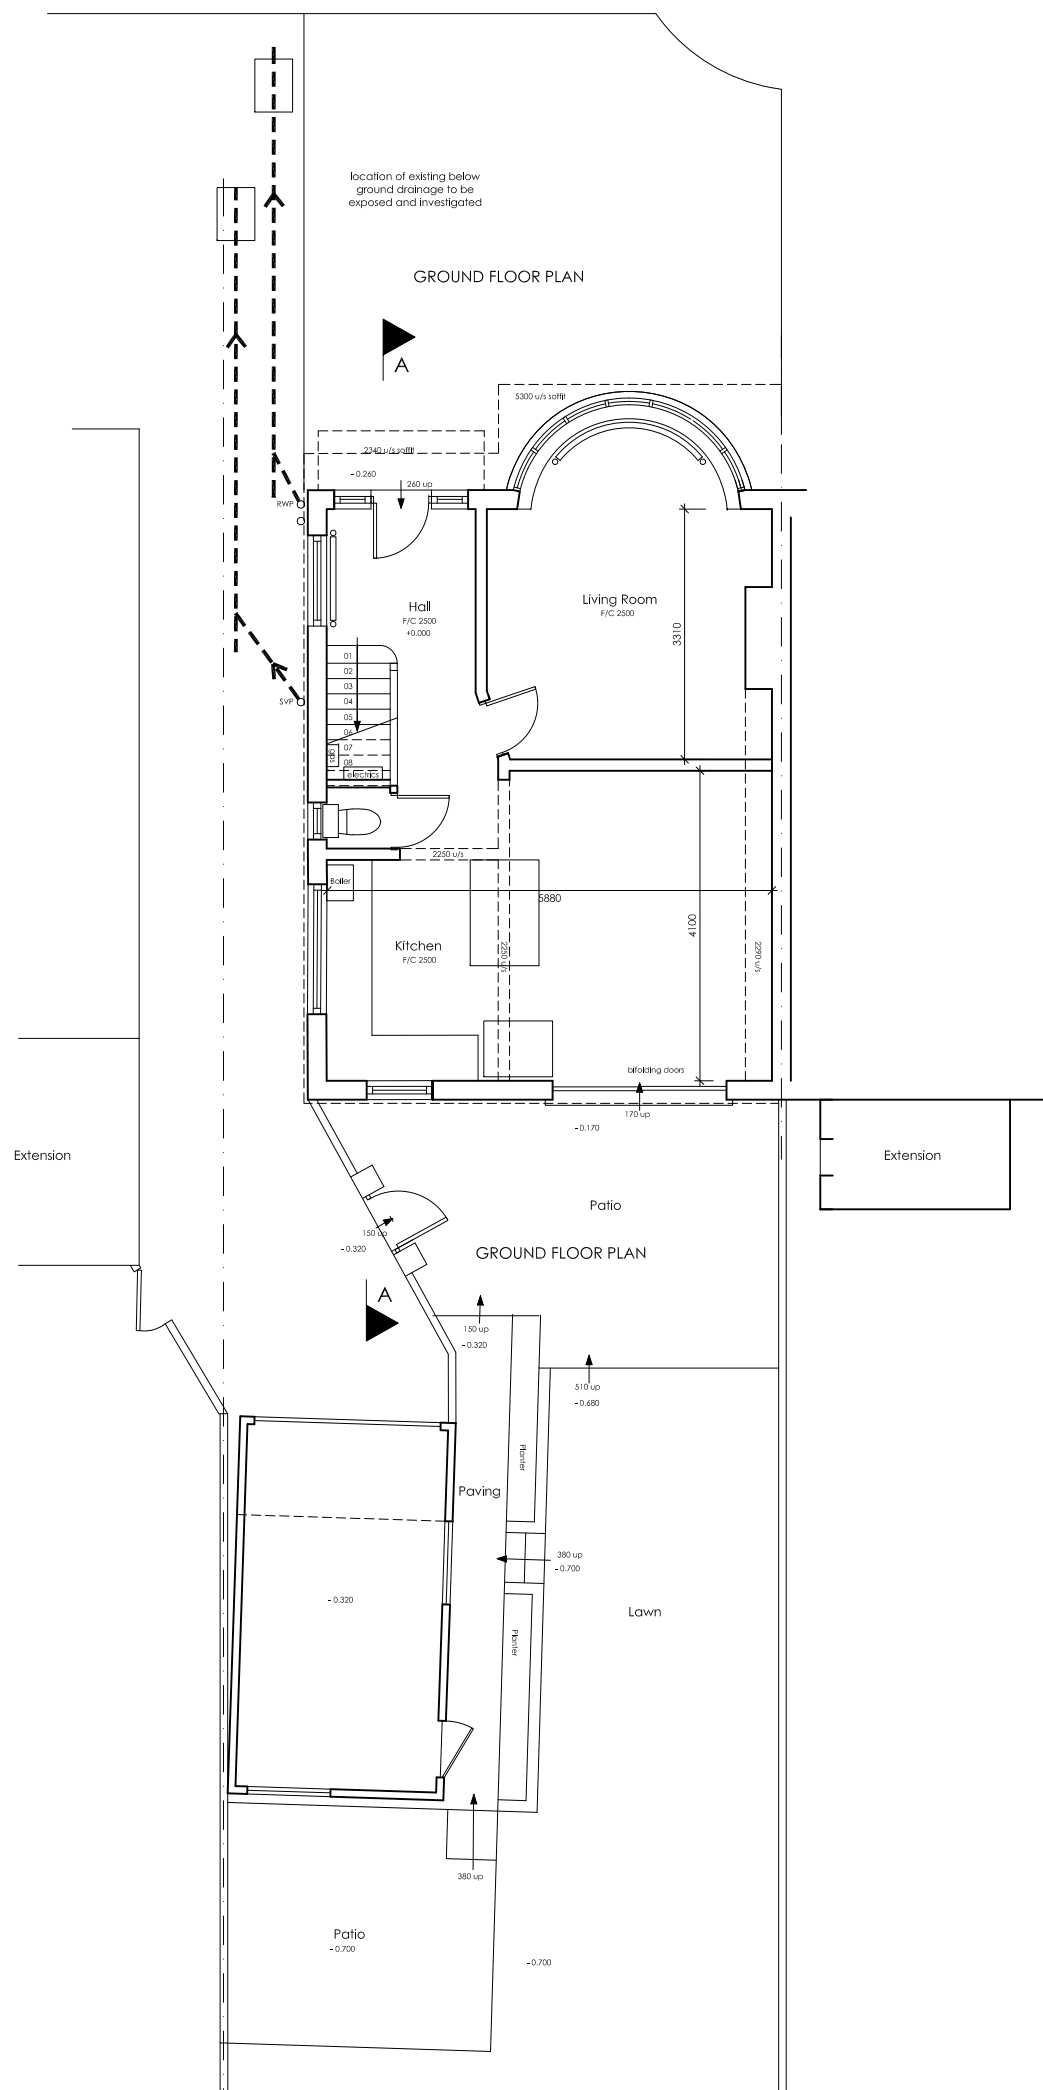 location of existing below
ground drainage to be
exposed and investigated
GROUND FLOOR PLAN
A
5300 u/s soffit
2340 u/s soffit
- 0.260
260 up
RWP
Hall
F/C 2500
+0.000
Living Room
F/C 2500
3310
01
02
03
04
05
06
07
08
SVP
gas
electrics
2250 u/s
Boiler
5880
4100
Kitchen
F/C 2500
2250 u/s
2290 u/s
bifolding doors
170 up
- 0.170
Extension
Extension
Patio
150 up
- 0.320
GROUND FLOOR PLAN
A
150 up
- 0.320
510 up
- 0.680
Planter
Paving
380 up
- 0.700
- 0.320
Lawn
Planter
380 up
Patio
- 0.700
- 0.700